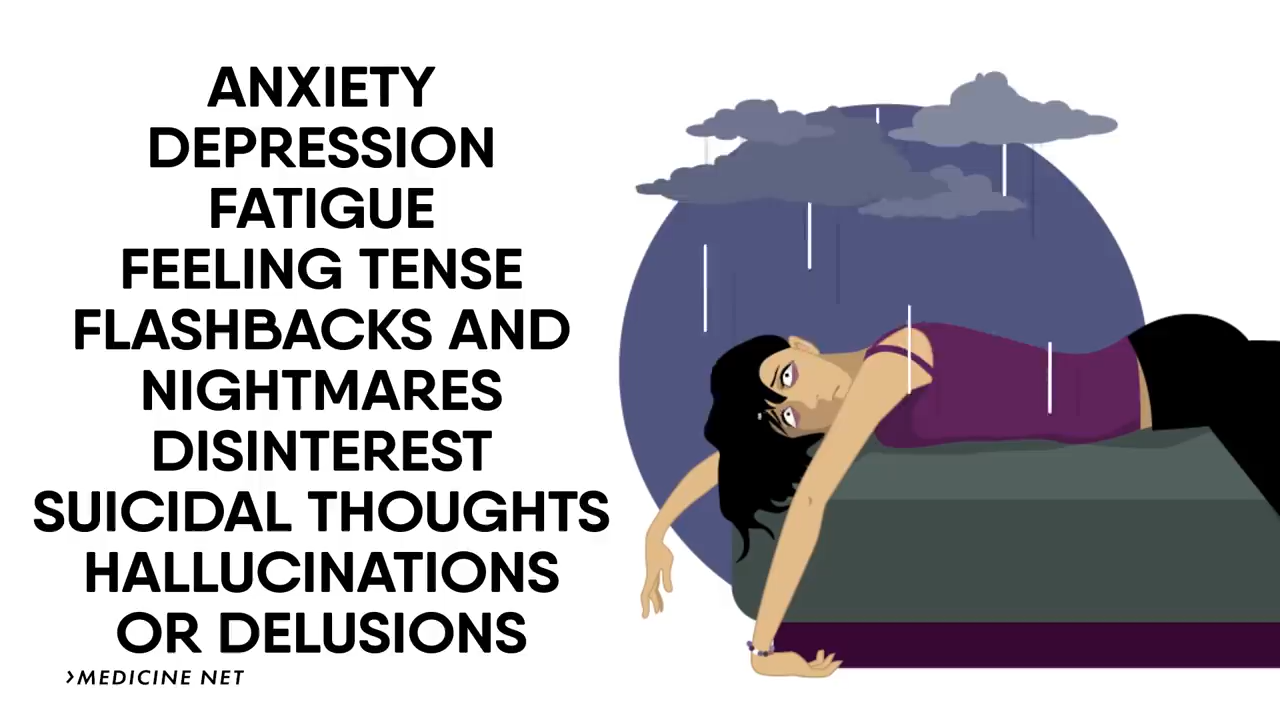 ANXIETY
DEPRESSION
FATIGUE
FEELING TENSE
FLASHBACKS AND
NIGHTMARES
DISINTEREST
SUICIDAL THOUGHTS
HALLUCINATIONS
OR DELUSIONS
>MEDICINE NET